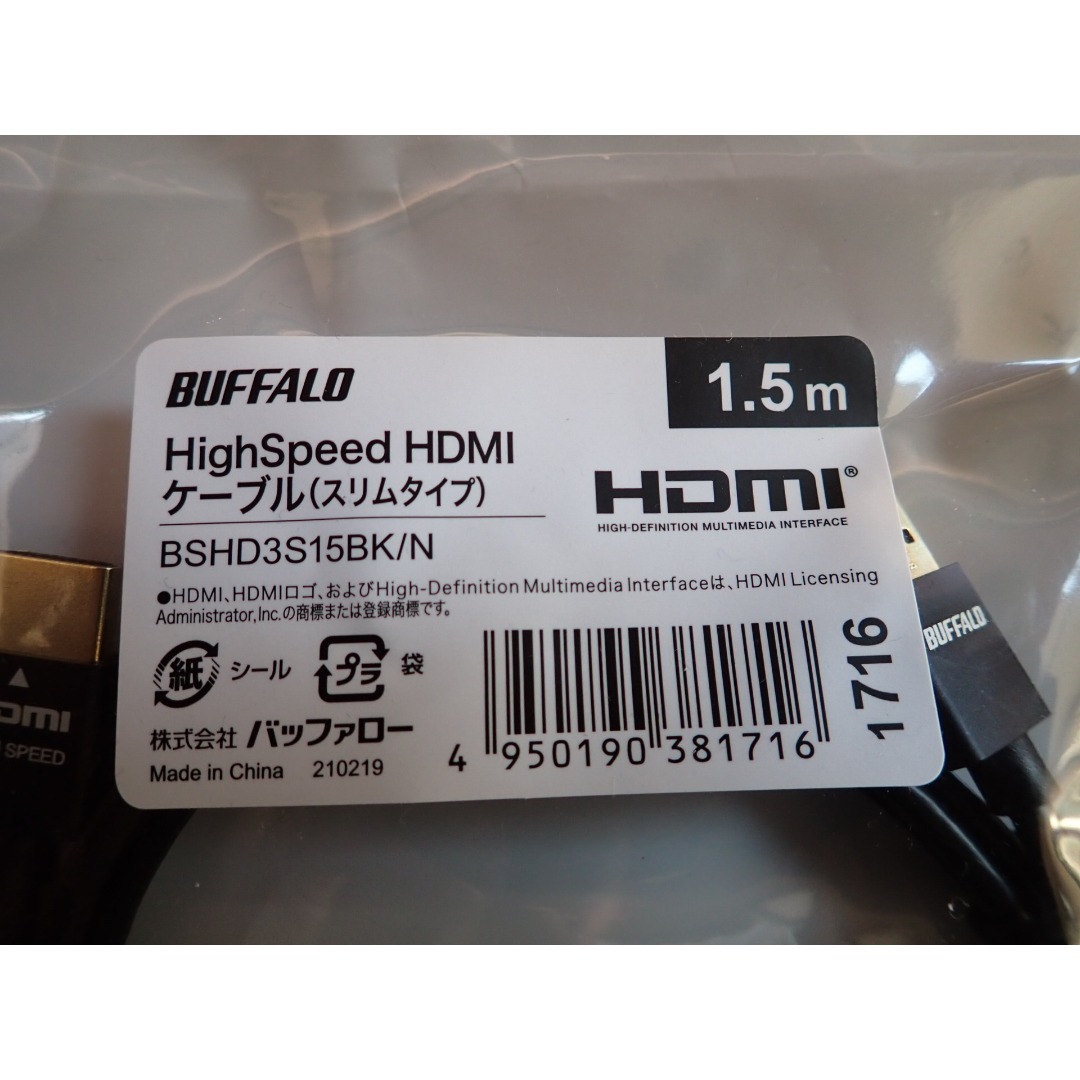 BUFFALO
1.5m
HighSpeed HDMI
ケーブル(スリムタイプ)
HDMI®
HIGH-DEFINITION MULTIMEDIA INTERFACE
BSHD3S15BK/N
●HDMI、HDMIロゴ、およびHigh-Definition Multimedia Interfaceは、HDMI Licensing
Administrator, Inc.の商標または登録商標です。
紙 シール プラ 袋
株式会社 バッファロー
Made in China 210219
4 950190 381716
1716
BUFFALO
SPEED